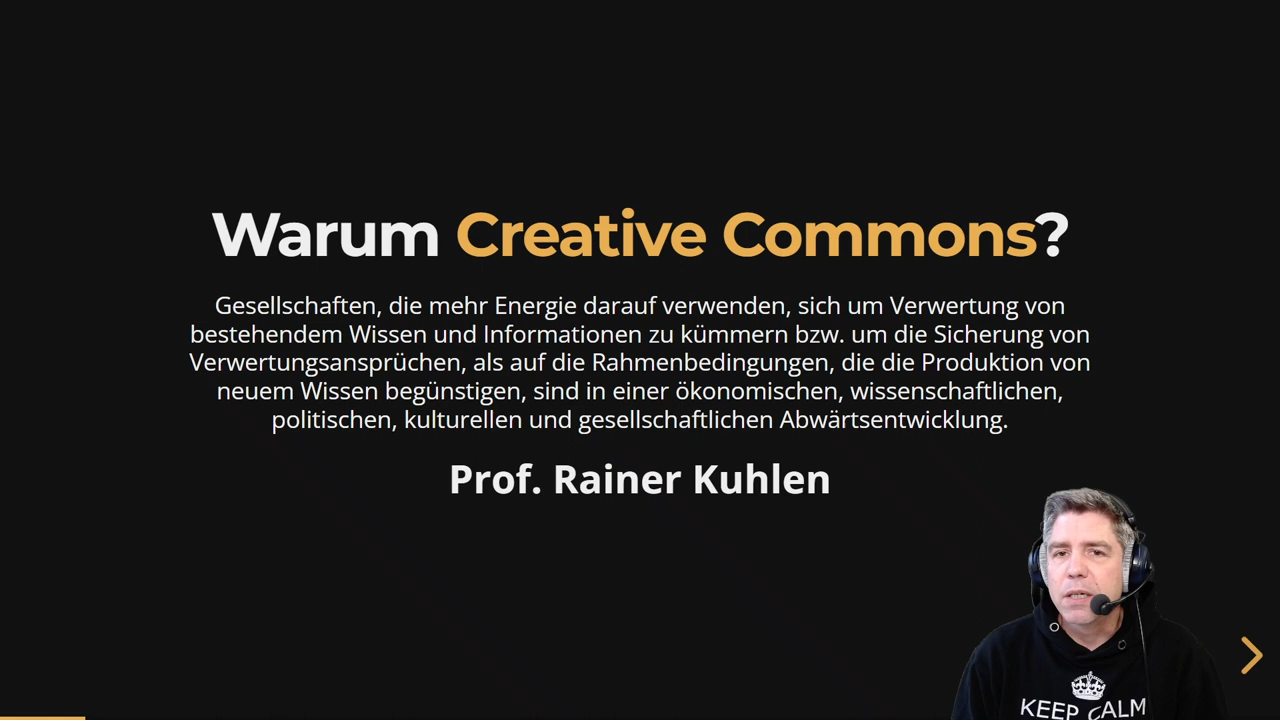 Warum Creative Commons?
Gesellschaften, die mehr Energie darauf verwenden, sich um Verwertung von
bestehendem Wissen und Informationen zu kümmern bzw. um die Sicherung von
Verwertungsansprüchen, als auf die Rahmenbedingungen, die die Produktion von
neuem Wissen begünstigen, sind in einer ökonomischen, wissenschaftlichen,
politischen, kulturellen und gesellschaftlichen Abwärtsentwicklung.
Prof. Rainer Kuhlen
KEEP CALM